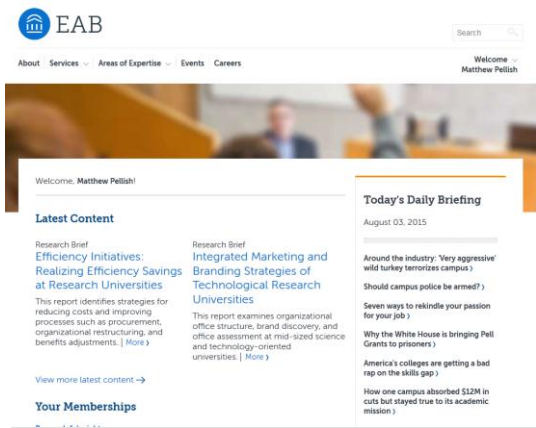 EAB
Search
About
Services
Areas of Expertise
Events
Careers
Welcome
Matthew Pellish
Welcome, Matthew Pellish!
Latest Content
Research Brief
Efficiency Initiatives:
Realizing Efficiency Savings
at Research Universities
This report identifies strategies for
reducing costs and improving
processes such as procurement,
organizational restructuring, and
benefits adjustments. | More ›
Research Brief
Integrated Marketing and
Branding Strategies of
Technological Research
Universities
This report examines organizational
office structure, brand discovery, and
office assessment at mid-sized science
and technology-oriented
universities. | More ›
View more latest content →
Your Memberships
Today's Daily Briefing
August 03, 2015
Around the industry: 'Very aggressive'
wild turkey terrorizes campus ›
Should campus police be armed? ›
Seven ways to rekindle your passion
for your job ›
Why the White House is bringing Pell
Grants to prisoners ›
America's colleges are getting a bad
rap on the skills gap ›
How one campus absorbed $12M in
cuts but stayed true to its academic
mission ›